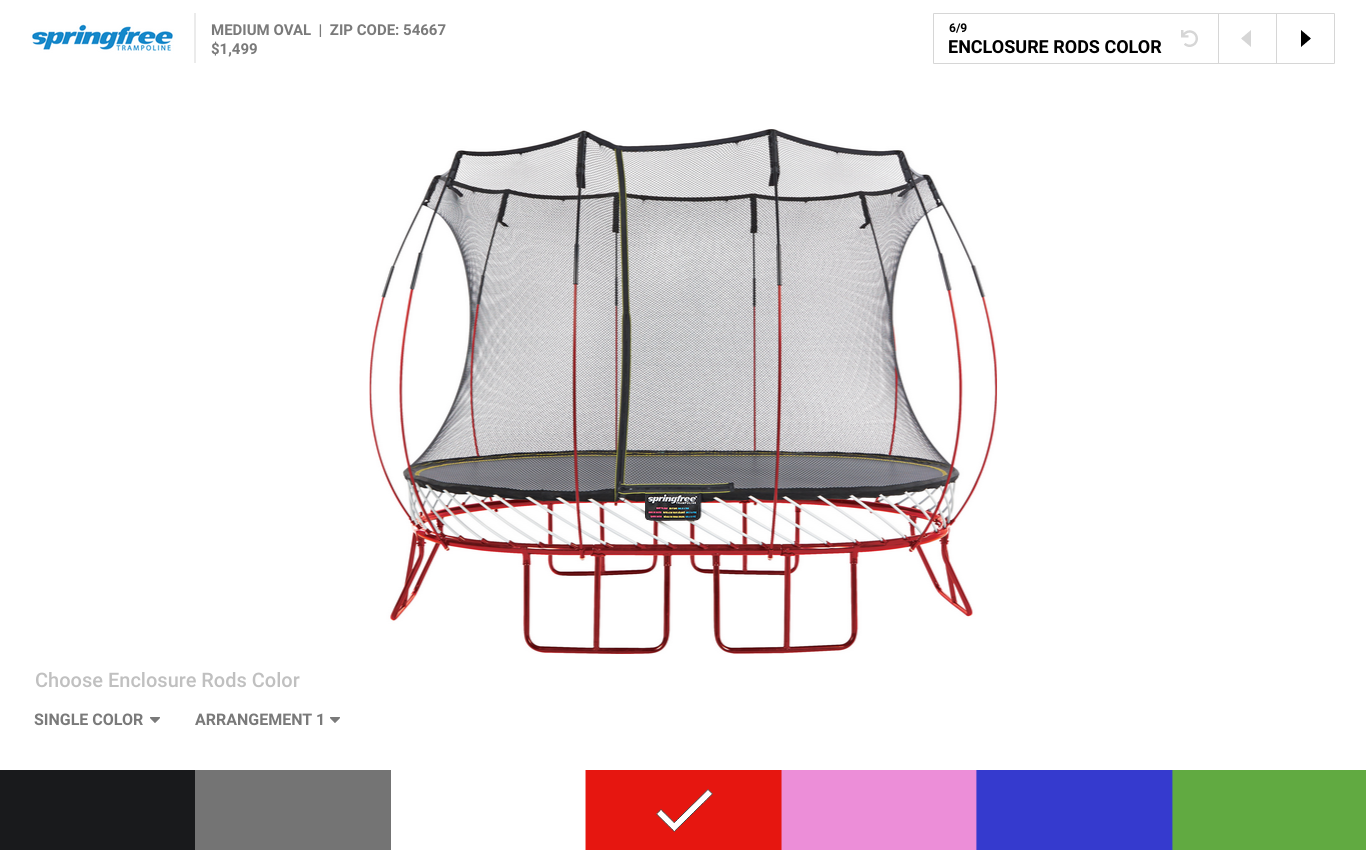 springfree
TRAMPOLINE
MEDIUM OVAL | ZIP CODE: 54667
$1,499
6/9
ENCLOSURE RODS COLOR
springfree
Choose Enclosure Rods Color
SINGLE COLOR
ARRANGEMENT 1